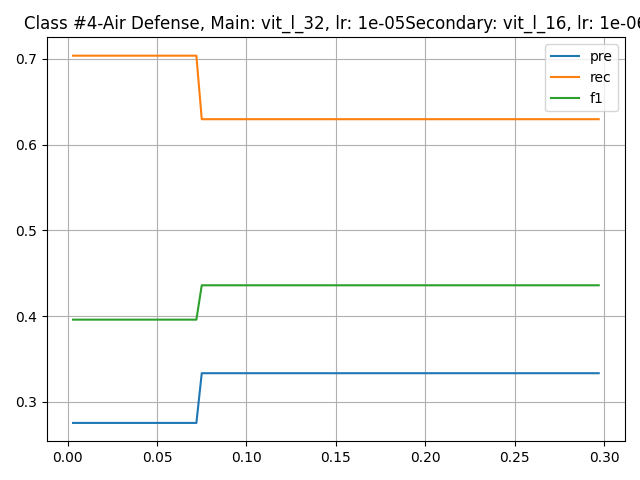 Class #4-Air Defense, Main: vit_l_32, lr: 1e-05Secondary: vit_l_16, lr: 1e-06
pre
rec
f1
0.7
0.6
0.5
0.4
0.3
0.00 0.05 0.10 0.15 0.20 0.25 0.30